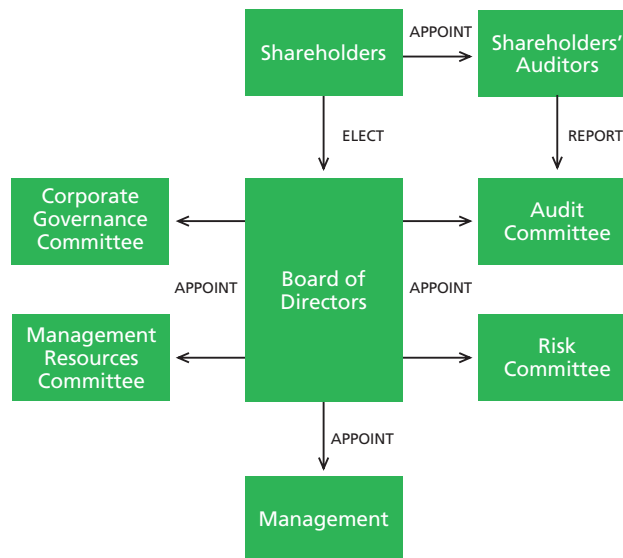 Shareholders
APPOINT
Shareholders'
Auditors
ELECT
REPORT
Corporate
Governance
Committee
Board of
Directors
Audit
Committee
APPOINT
APPOINT
Management
Resources
Committee
Risk
Committee
APPOINT
Management